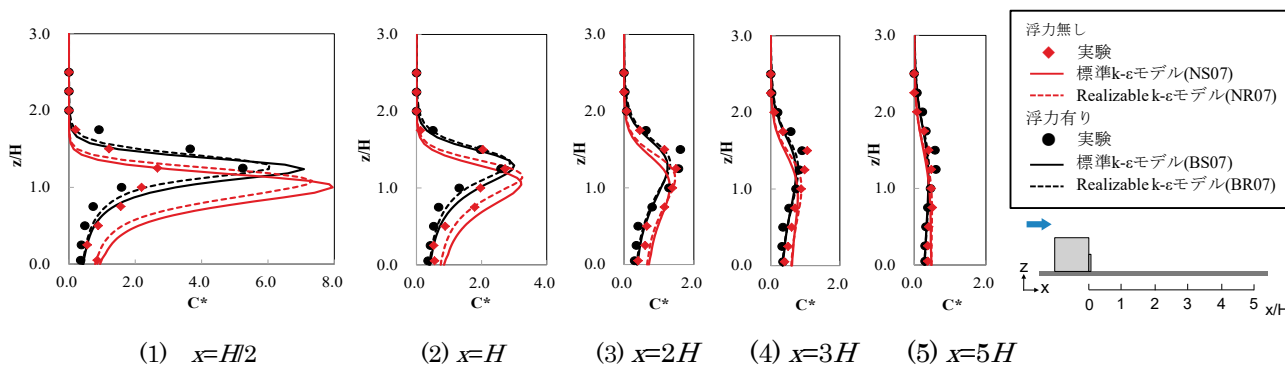 3.0
2.0
1.0
0.0
z/H
0.0 2.0 4.0 6.0 8.0
C*
(1) x=H/2
3.0
2.0
1.0
0.0
z/H
0.0 2.0 4.0
C*
(2) x=H
3.0
2.0
1.0
0.0
z/H
0.0 2.0
C*
(3) x=2H
3.0
2.0
1.0
0.0
z/H
0.0 2.0
C*
(4) x=3H
3.0
2.0
1.0
0.0
z/H
0.0 2.0
C*
(5) x=5H
浮力無し
実験
標準k-εモデル(NS07)
Realizable k-εモデル(NR07)
浮力有り
実験
標準k-εモデル(BS07)
Realizable k-εモデル(BR07)
Z
X
0 1 2 3 4 5 x/H